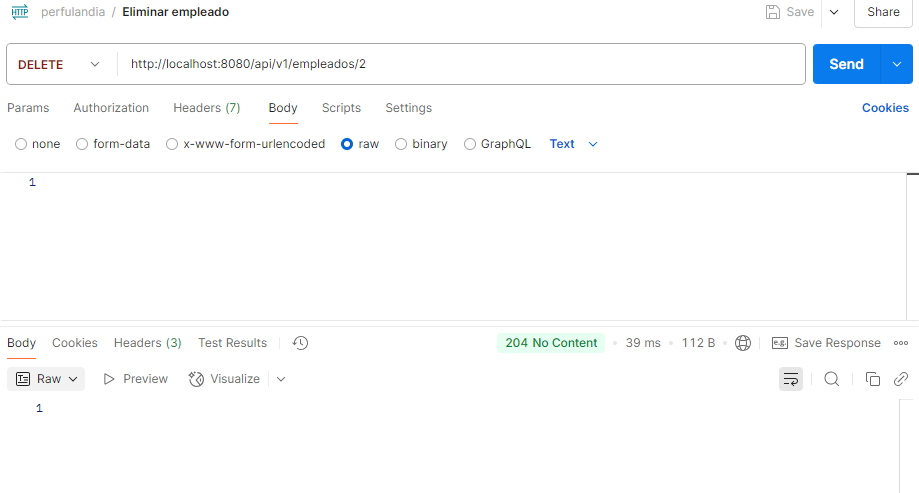 HTTP perfulandia / Eliminar empleado Save Share
DELETE http://localhost:8080/api/v1/empleados/2 Send
Params Authorization Headers (7) Body Scripts Settings Cookies
none form-data x-www-form-urlencoded raw binary GraphQL Text
1
Body Cookies Headers (3) Test Results 204 No Content • 39 ms • 112 B • e.g. Save Response
Raw Preview Visualize
1